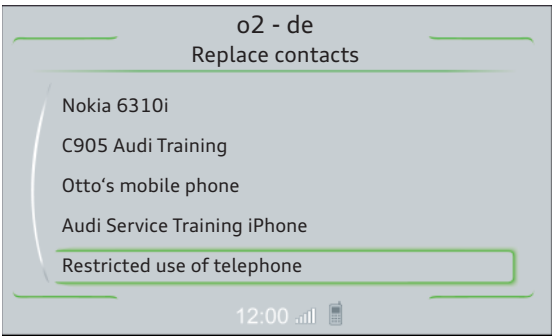 o2 - de
Replace contacts
Nokia 6310i
C905 Audi Training
Otto‘s mobile phone
Audi Service Training iPhone
Restricted use of telephone
12:00